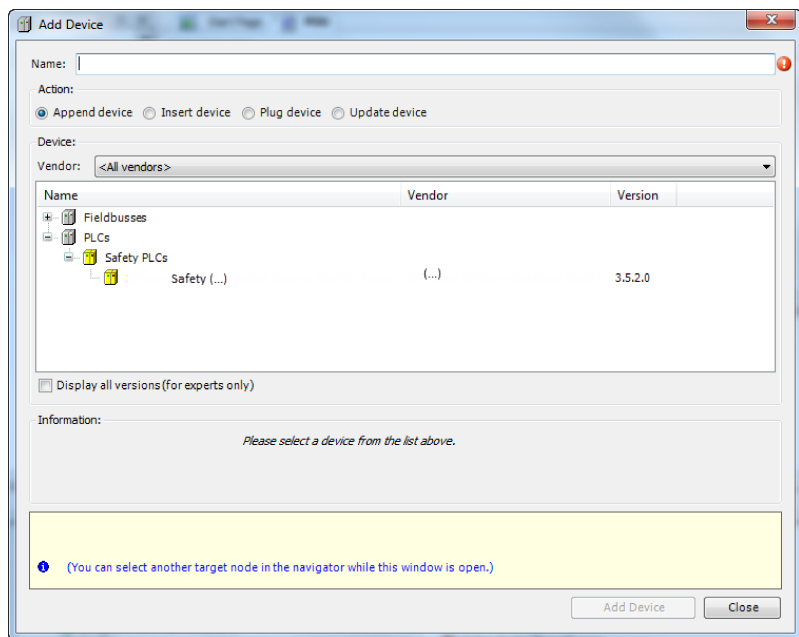 Add Device
Name:
Action:
Append device Insert device Plug device Update device
Device:
Vendor: <All vendors>
Name Vendor Version
Fieldbusses
PLCs
Safety PLCs
Safety (...) (...) 3.5.2.0
Display all versions (for experts only)
Information:
Please select a device from the list above.
(You can select another target node in the navigator while this window is open.)
Add Device Close